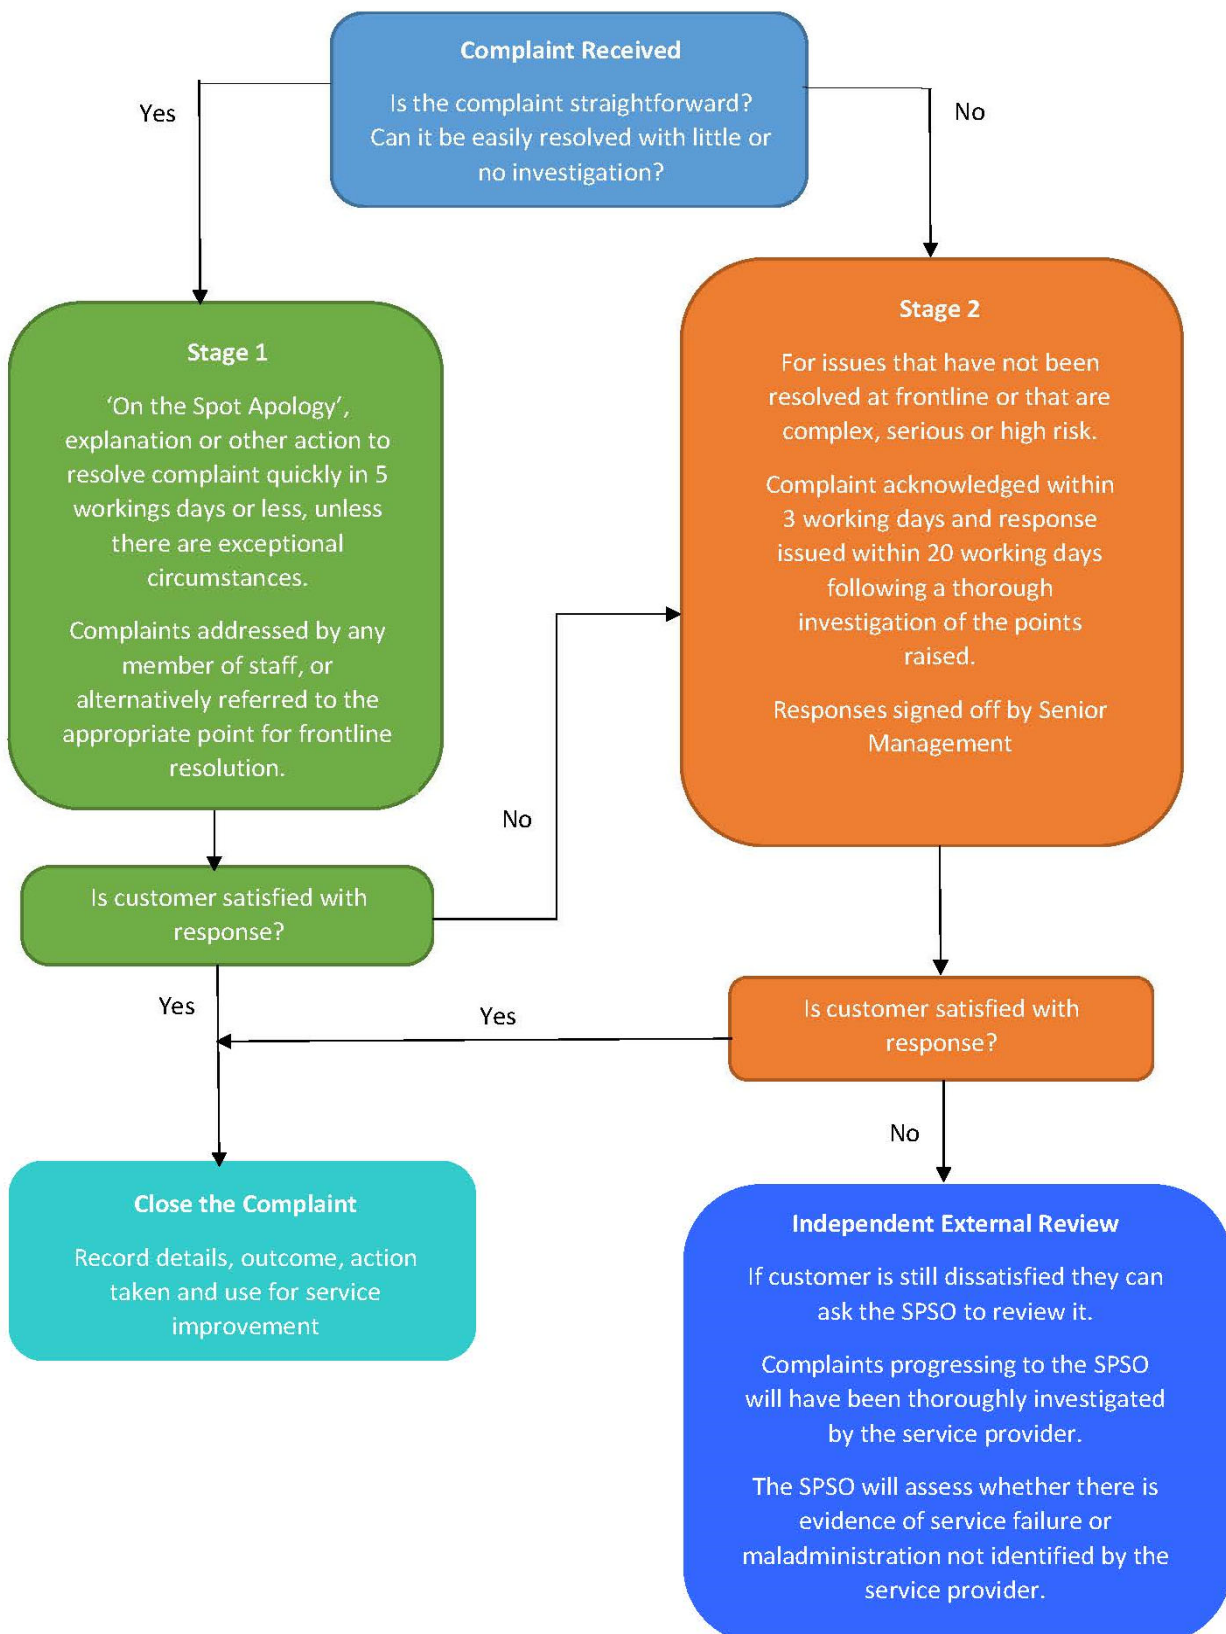 Complaint Received
Is the complaint straightforward?
Can it be easily resolved with little or
no investigation?
Yes
No
Stage 1
‘On the Spot Apology’,
explanation or other action to
resolve complaint quickly in 5
workings days or less, unless
there are exceptional
circumstances.
Complaints addressed by any
member of staff, or
alternatively referred to the
appropriate point for frontline
resolution.
Stage 2
For issues that have not been
resolved at frontline or that are
complex, serious or high risk.
Complaint acknowledged within
3 working days and response
issued within 20 working days
following a thorough
investigation of the points
raised.
Responses signed off by Senior
Management
No
Is customer satisfied with
response?
Yes
Yes
Is customer satisfied with
response?
No
Close the Complaint
Record details, outcome, action
taken and use for service
improvement
Independent External Review
If customer is still dissatisfied they can
ask the SPSO to review it.
Complaints progressing to the SPSO
will have been thoroughly investigated
by the service provider.
The SPSO will assess whether there is
evidence of service failure or
maladministration not identified by the
service provider.